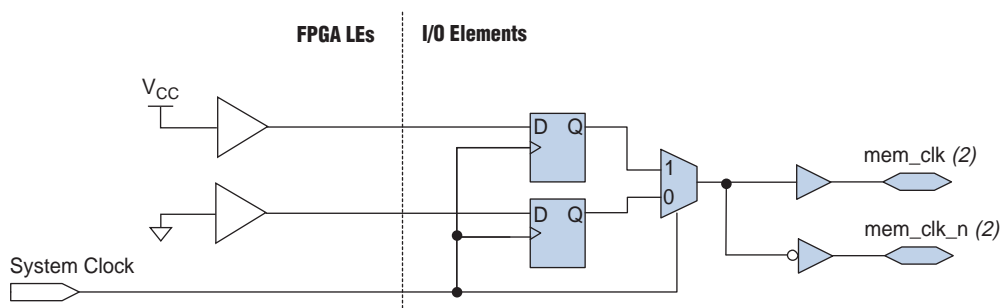 FPGA LEs
I/O Elements
VCC
D Q
1
0
mem_clk (2)
D Q
mem_clk_n (2)
System Clock